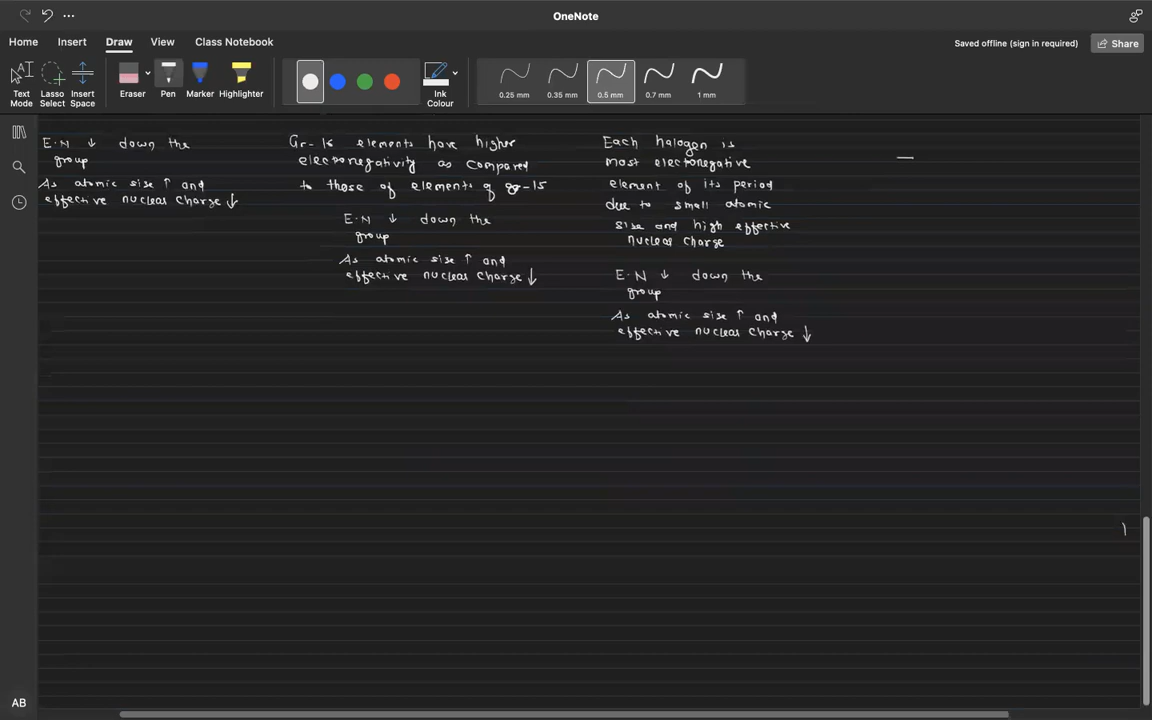 OneNote
Home Insert Draw View Class Notebook
Saved offline (sign in required)
Share
Text Mode
Lasso Select
Insert Space
Eraser
Pen
Marker
Highlighter
Ink Colour
0.25 mm
0.35 mm
0.5 mm
0.7 mm
1 mm
E.N ↓ down the
group
As atomic size ↑ and
effective nuclear charge ↓
Gr-16 elements have higher
electonegativity as compared
to those of elements of gr-15
E.N ↓ down the
group
As atomic size ↑ and
effective nuclear charge ↓
Each halogen is
most electonegative
element of its period
due to small atomic
size and high effective
nuclear charge
E.N ↓ down the
group
As atomic size ↑ and
effective nuclear charge ↓
—
AB